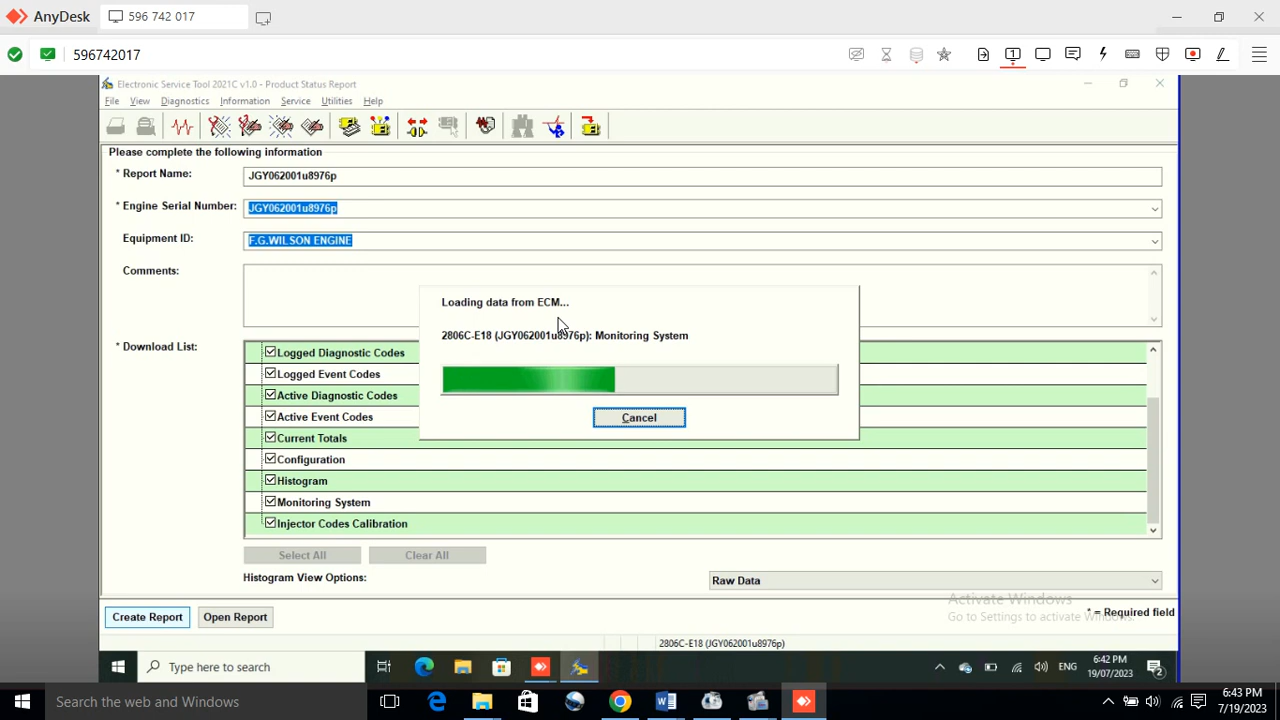 AnyDesk
596 742 017
596742017
1
Electronic Service Tool 2021C v1.0 - Product Status Report
File View Diagnostics Information Service Utilities Help
Please complete the following information
* Report Name: JGY062001u8976p
* Engine Serial Number: JGY062001u8976p
Equipment ID: F.G.WILSON ENGINE
Comments:
Loading data from ECM...
2806C-E18 (JGY062001u8976p): Monitoring System
Cancel
* Download List:
Logged Diagnostic Codes
Logged Event Codes
Active Diagnostic Codes
Active Event Codes
Current Totals
Configuration
Histogram
Monitoring System
Injector Codes Calibration
Select All Clear All
Histogram View Options: Raw Data
Activate Windows
Go to Settings to activate Windows.
Create Report Open Report * = Required field
2806C-E18 (JGY062001u8976p)
Type here to search
ENG
6:42 PM
19/07/2023
2
Search the web and Windows
6:43 PM
7/19/2023